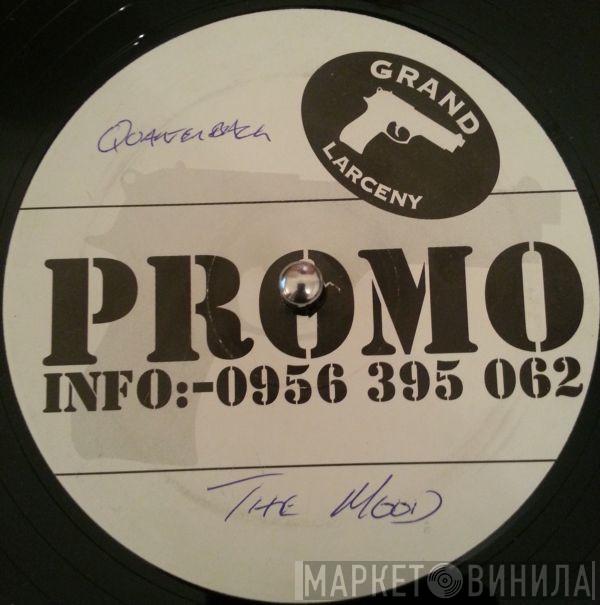 GRAND
LARCENY
Quarterback
PROMO
INFO:-0956 395 062
THE MOOD
МАРКЕТ ВИНИЛА